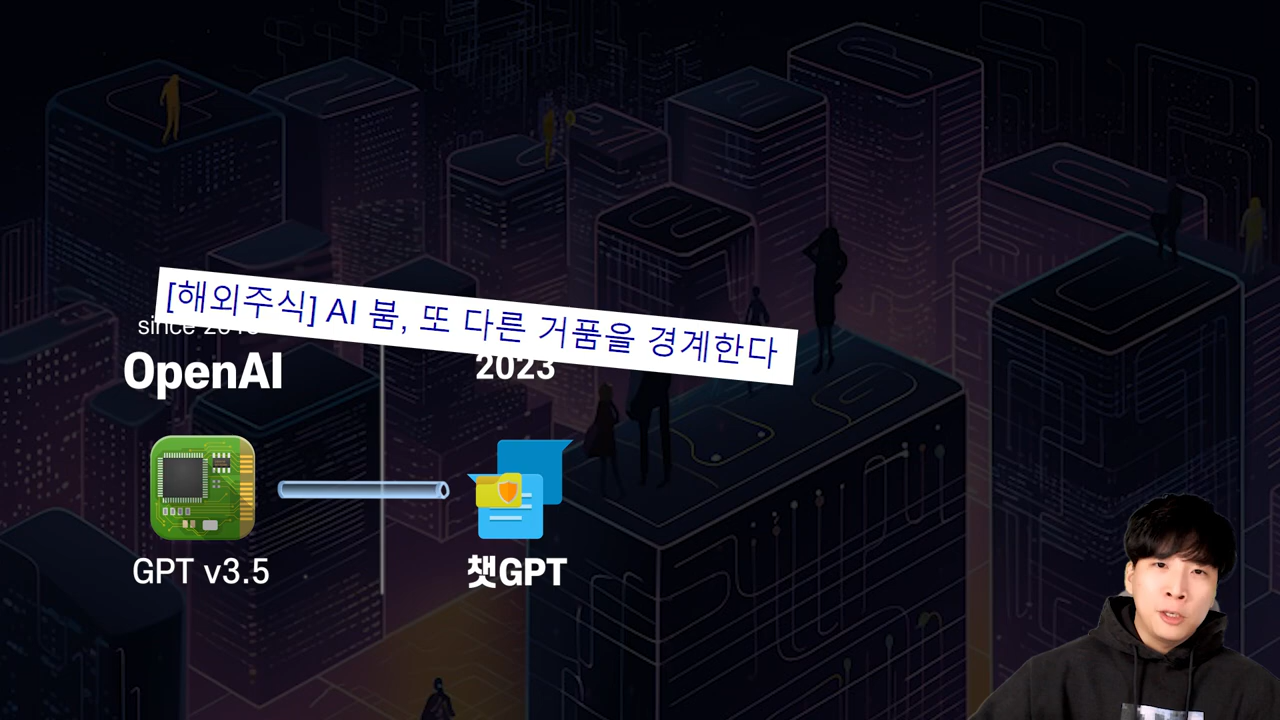 [해외주식] AI 붐, 또 다른 거품을 경계한다
since
OpenAI
2023
GPT v3.5
챗GPT